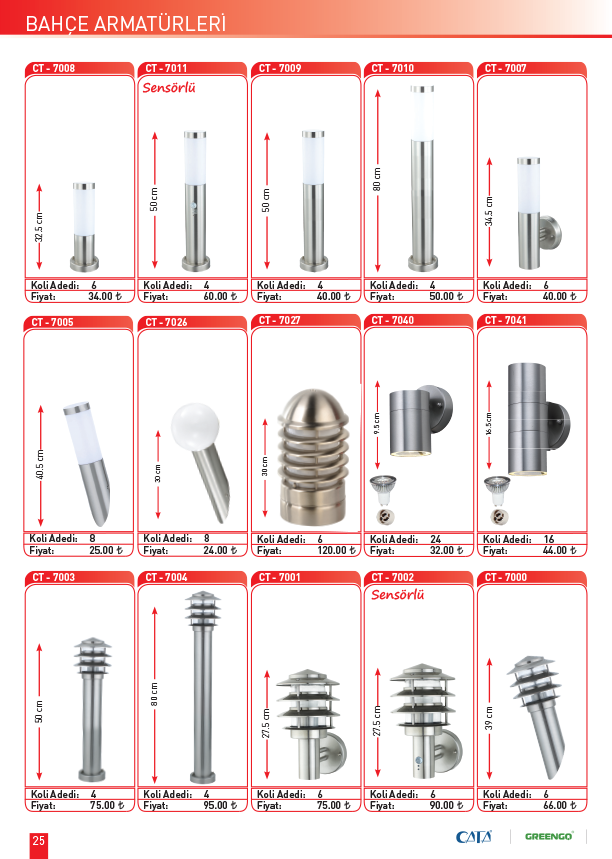 BAHÇE ARMATÜRLERİ
CT - 7008
CT - 7011
CT - 7009
CT - 7010
CT - 7007
Sensörlü
32.5 cm
50 cm
50 cm
80 cm
34.5 cm
Koli Adedi: 6
Fiyat: 34.00 ₺
Koli Adedi: 4
Fiyat: 60.00 ₺
Koli Adedi: 4
Fiyat: 40.00 ₺
Koli Adedi: 4
Fiyat: 50.00 ₺
Koli Adedi: 6
Fiyat: 40.00 ₺
CT - 7005
CT - 7026
CT - 7027
CT - 7040
CT - 7041
40.5 cm
30 cm
30 cm
9.5 cm
16.5 cm
Koli Adedi: 8
Fiyat: 25.00 ₺
Koli Adedi: 8
Fiyat: 24.00 ₺
Koli Adedi: 6
Fiyat: 120.00 ₺
Koli Adedi: 24
Fiyat: 32.00 ₺
Koli Adedi: 16
Fiyat: 44.00 ₺
CT - 7003
CT - 7004
CT - 7001
CT - 7002
CT - 7000
Sensörlü
50 cm
80 cm
27.5 cm
27.5 cm
39 cm
Koli Adedi: 4
Fiyat: 75.00 ₺
Koli Adedi: 4
Fiyat: 95.00 ₺
Koli Adedi: 6
Fiyat: 75.00 ₺
Koli Adedi: 6
Fiyat: 90.00 ₺
Koli Adedi: 6
Fiyat: 66.00 ₺
25
CATA
GREENGO